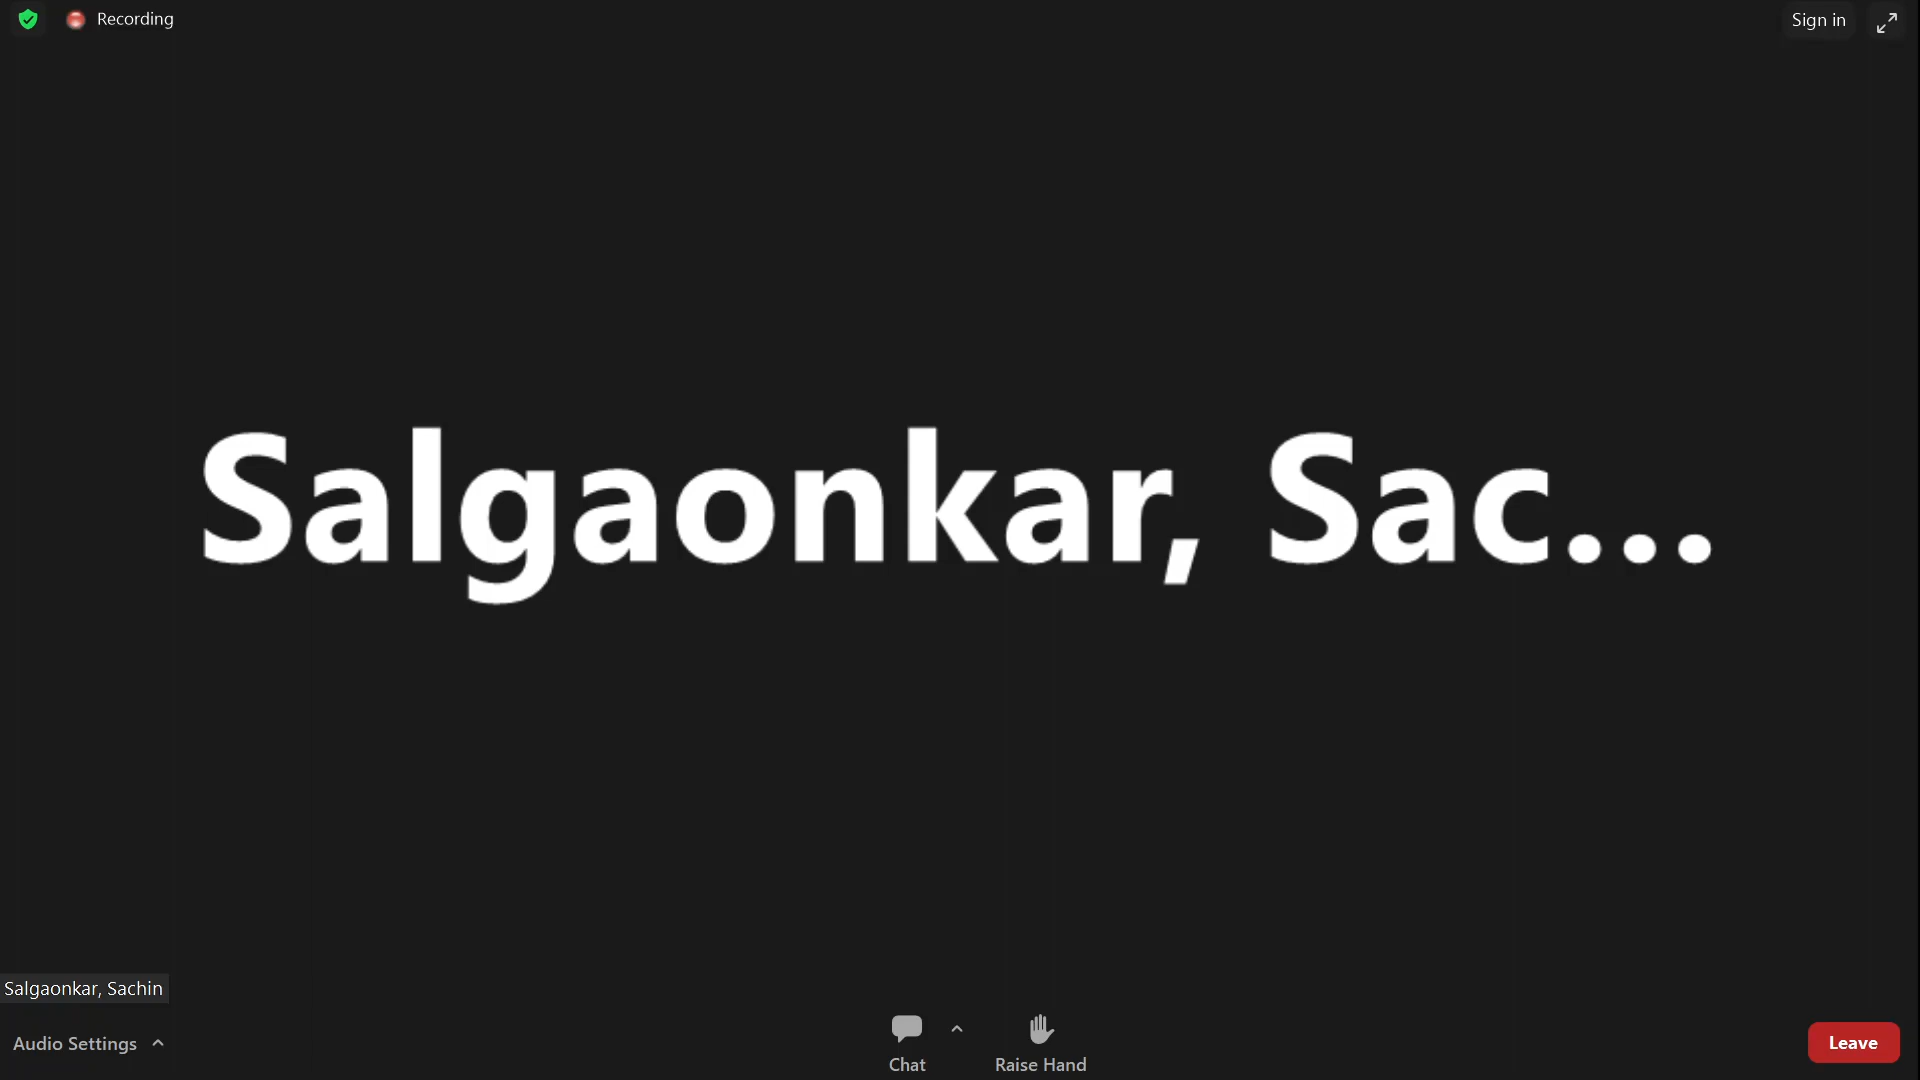 Recording
Sign in
Salgaonkar, Sac...
Salgaonkar, Sachin
Audio Settings
Chat
Raise Hand
Leave